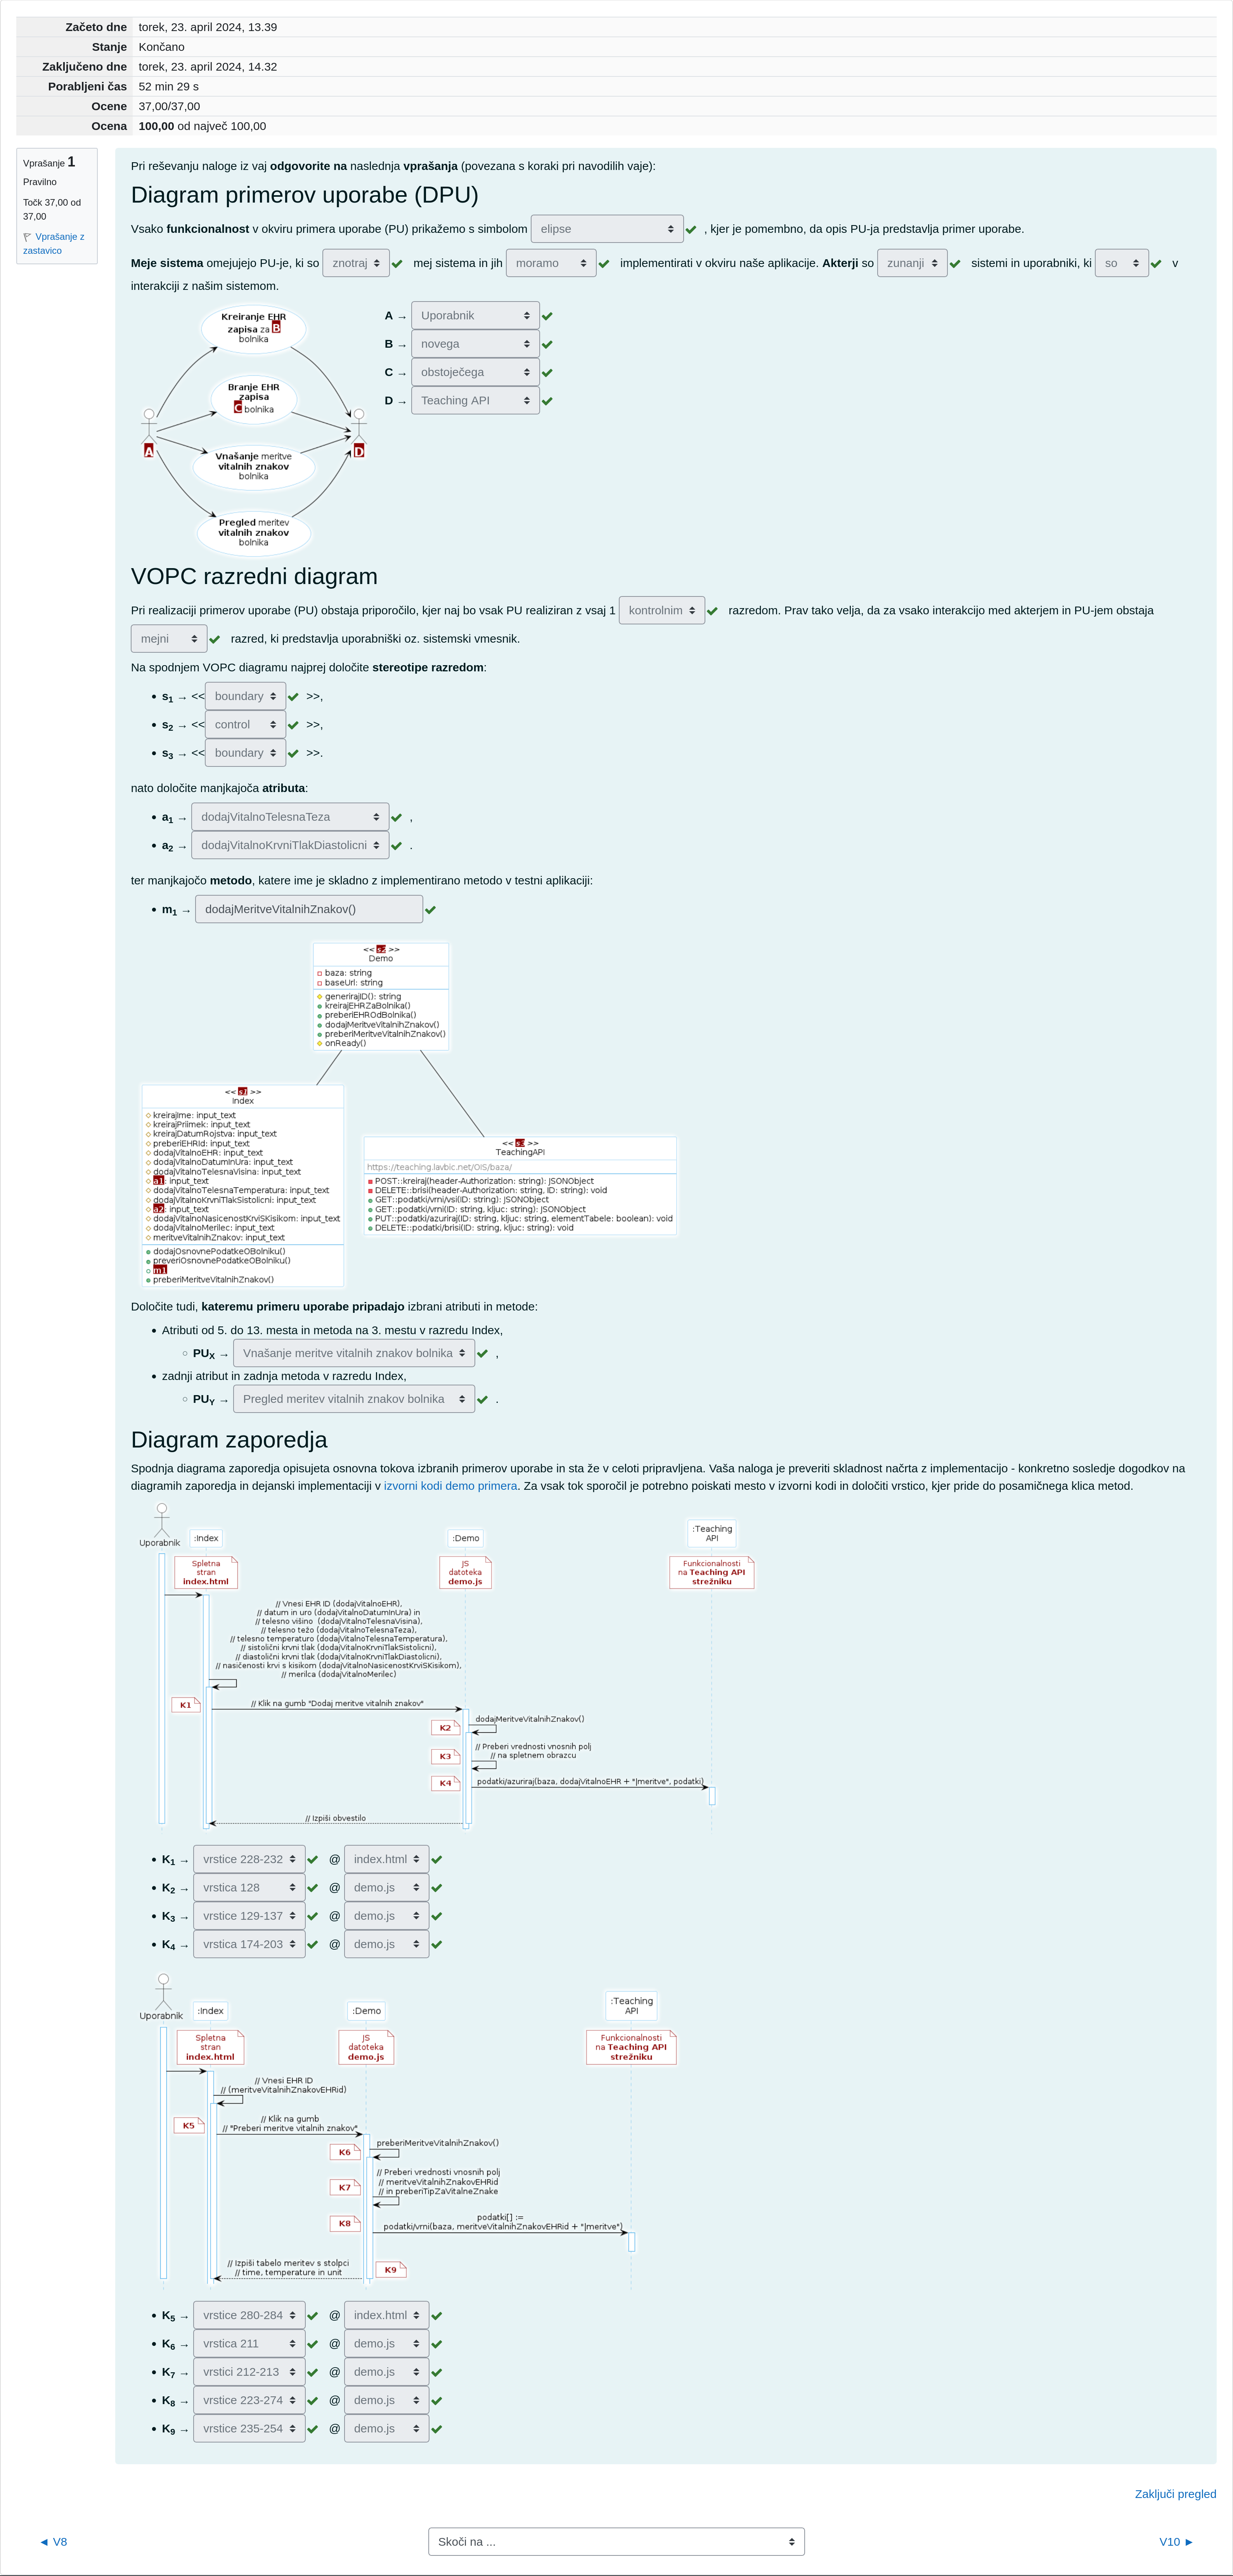 Začeto dne torek, 23. april 2024, 13.39
Stanje Končano
Zaključeno dne torek, 23. april 2024, 14.32
Porabljeni čas 52 min 29 s
Ocene 37,00/37,00
Ocena 100,00 od največ 100,00
Vprašanje 1
Pravilno
Točk 37,00 od
37,00
Vprašanje z
zastavico
Pri reševanju naloge iz vaj odgovorite na naslednja vprašanja (povezana s koraki pri navodilih vaje):
Diagram primerov uporabe (DPU)
Vsako funkcionalnost v okviru primera uporabe (PU) prikažemo s simbolom elipse , kjer je pomembno, da opis PU-ja predstavlja primer uporabe.
Meje sistema omejujejo PU-je, ki so znotraj mej sistema in jih moramo implementirati v okviru naše aplikacije. Akterji so zunanji sistemi in uporabniki, ki so v
interakciji z našim sistemom.
Kreiranje EHR
zapisa za B
bolnika
Branje EHR
zapisa
C bolnika
A
D
Vnašanje meritve
vitalnih znakov
bolnika
Pregled meritev
vitalnih znakov
bolnika
A → Uporabnik
B → novega
C → obstoječega
D → Teaching API
VOPC razredni diagram
Pri realizaciji primerov uporabe (PU) obstaja priporočilo, kjer naj bo vsak PU realiziran z vsaj 1 kontrolnim razredom. Prav tako velja, da za vsako interakcijo med akterjem in PU-jem obstaja
mejni razred, ki predstavlja uporabniški oz. sistemski vmesnik.
Na spodnjem VOPC diagramu najprej določite stereotipe razredom:
• s1 → << boundary >>,
• s2 → << control >>,
• s3 → << boundary >>.
nato določite manjkajoča atributa:
• a1 → dodajVitalnoTelesnaTeza ,
• a2 → dodajVitalnoKrvniTlakDiastolicni .
ter manjkajočo metodo, katere ime je skladno z implementirano metodo v testni aplikaciji:
• m1 → dodajMeritveVitalnihZnakov()
<< s2 >>
Demo
baza: string
baseUrl: string
generirajID(): string
kreirajEHRZaBolnika()
preberiEHROdBolnika()
dodajMeritveVitalnihZnakov()
preberiMeritveVitalnihZnakov()
onReady()
<< s1 >>
Index
kreirajIme: input_text
kreirajPriimek: input_text
kreirajDatumRojstva: input_text
preberiEHRId: input_text
dodajVitalnoEHR: input_text
dodajVitalnoDatumInUra: input_text
dodajVitalnoTelesnaVisina: input_text
a1: input_text
dodajVitalnoTelesnaTemperatura: input_text
dodajVitalnoKrvniTlakSistolicni: input_text
a2: input_text
dodajVitalnoNasicenostKrviSKisikom: input_text
dodajVitalnoMerilec: input_text
meritveVitalnihZnakov: input_text
dodajOsnovnePodatkeOBolniku()
preveriOsnovnePodatkeOBolniku()
m1
preberiMeritveVitalnihZnakov()
<< s3 >>
TeachingAPI
https://teaching.lavbic.net/OIS/baza/
POST::kreiraj(header-Authorization: string): JSONObject
DELETE::brisi(header-Authorization: string, ID: string): void
GET::podatki/vrni/vsi(ID: string): JSONObject
GET::podatki/vrni(ID: string, kljuc: string): JSONObject
PUT::podatki/azuriraj(ID: string, kljuc: string, elementTabele: boolean): void
DELETE::podatki/brisi(ID: string, kljuc: string): void
Določite tudi, kateremu primeru uporabe pripadajo izbrani atributi in metode:
• Atributi od 5. do 13. mesta in metoda na 3. mestu v razredu Index,
PUX → Vnašanje meritve vitalnih znakov bolnika ,
• zadnji atribut in zadnja metoda v razredu Index,
PUY → Pregled meritev vitalnih znakov bolnika .
Diagram zaporedja
Spodnja diagrama zaporedja opisujeta osnovna tokova izbranih primerov uporabe in sta že v celoti pripravljena. Vaša naloga je preveriti skladnost načrta z implementacijo - konkretno sosledje dogodkov na
diagramih zaporedja in dejanski implementaciji v izvorni kodi demo primera. Za vsak tok sporočil je potrebno poiskati mesto v izvorni kodi in določiti vrstico, kjer pride do posamičnega klica metod.
Uporabnik
:Index
:Demo
:Teaching
API
Spletna
stran
index.html
JS
datoteka
demo.js
Funkcionalnosti
na Teaching API
strežniku
// Vnesi EHR ID (dodajVitalnoEHR),
// datum in uro (dodajVitalnoDatumInUra) in
// telesno višino (dodajVitalnoTelesnaVisina),
// telesno težo (dodajVitalnoTelesnaTeza),
// telesno temperaturo (dodajVitalnoTelesnaTemperatura),
// sistolični krvni tlak (dodajVitalnoKrvniTlakSistolicni),
// diastolični krvni tlak (dodajVitalnoKrvniTlakDiastolicni),
// nasičenosti krvi s kisikom (dodajVitalnoNasicenostKrviSKisikom),
// merilca (dodajVitalnoMerilec)
K1
// Klik na gumb "Dodaj meritve vitalnih znakov"
K2
dodajMeritveVitalnihZnakov()
K3
// Preberi vrednosti vnosnih polj
// na spletnem obrazcu
K4
podatki/azuriraj(baza, dodajVitalnoEHR + "|meritve", podatki)
// Izpiši obvestilo
• K1 → vrstice 228-232 @ index.html
• K2 → vrstica 128 @ demo.js
• K3 → vrstice 129-137 @ demo.js
• K4 → vrstica 174-203 @ demo.js
Uporabnik
:Index
:Demo
:Teaching
API
Spletna
stran
index.html
JS
datoteka
demo.js
Funkcionalnosti
na Teaching API
strežniku
// Vnesi EHR ID
// (meritveVitalnihZnakovEHRid)
K5
// Klik na gumb
// "Preberi meritve vitalnih znakov"
K6
preberiMeritveVitalnihZnakov()
K7
// Preberi vrednosti vnosnih polj
// meritveVitalnihZnakovEHRid
// in preberiTipZaVitalneZnake
K8
podatki[] :=
podatki/vrni(baza, meritveVitalnihZnakovEHRid + "|meritve")
// Izpiši tabelo meritev s stolpci
// time, temperature in unit
K9
• K5 → vrstice 280-284 @ index.html
• K6 → vrstica 211 @ demo.js
• K7 → vrstici 212-213 @ demo.js
• K8 → vrstice 223-274 @ demo.js
• K9 → vrstice 235-254 @ demo.js
Zaključi pregled
◄ V8
Skoči na ...
V10 ►